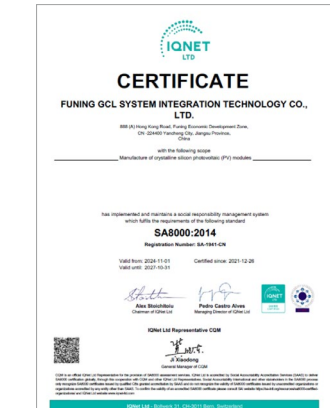 IQNET
LTD
CERTIFICATE
FUNING GCL SYSTEM INTEGRATION TECHNOLOGY CO.,
LTD.
888 (A) Hong Kong Road, Funing Economic Development Zone,
CN- 224400 Yancheng City, Jiangsu Province,
China
with the following scope
Manufacture of crystalline silicon photovoltaic (PV) modules
has implemented and maintains a social responsibility management system
which fulfils the requirements of the following standard
SA8000:2014
Registration Number: SA-1941-CN
Valid from: 2024-11-01
Certified since: 2021-12-26
Valid until: 2027-10-31
Alex Stoichitoiu
Chairman of IQNet Ltd
Pedro Castro Alves
Managing Director of IQNet Ltd
IQNET
LTD
IQNet Ltd Representative CQM
Ji Xiaodong
General Manager of CQM
IQNet Ltd - Bollwerk 31, CH-3011 Bern, Switzerland